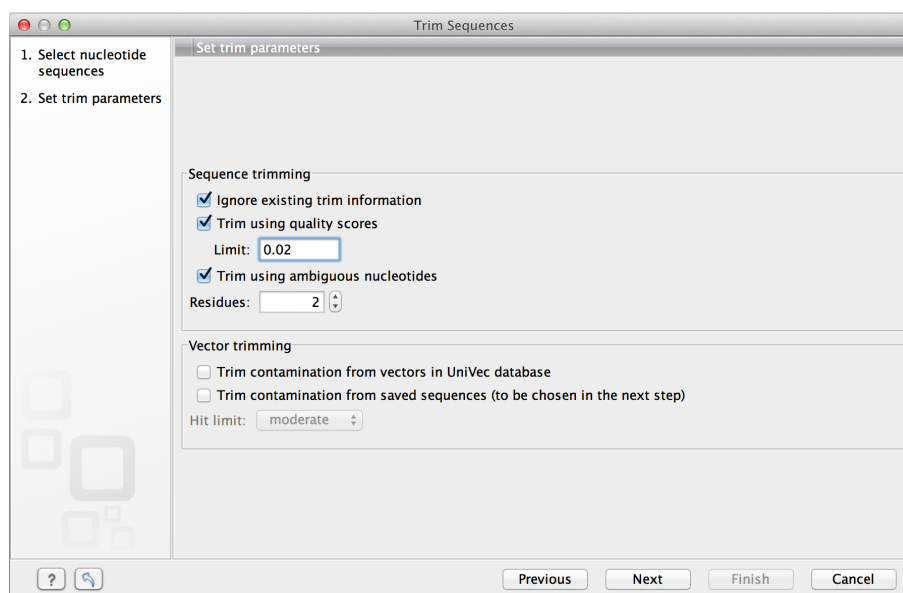 Trim Sequences
1. Select nucleotide
sequences
2. Set trim parameters
Set trim parameters
Sequence trimming
Ignore existing trim information
Trim using quality scores
Limit: 0.02
Trim using ambiguous nucleotides
Residues: 2
Vector trimming
Trim contamination from vectors in UniVec database
Trim contamination from saved sequences (to be chosen in the next step)
Hit limit: moderate
? Previous Next Finish Cancel